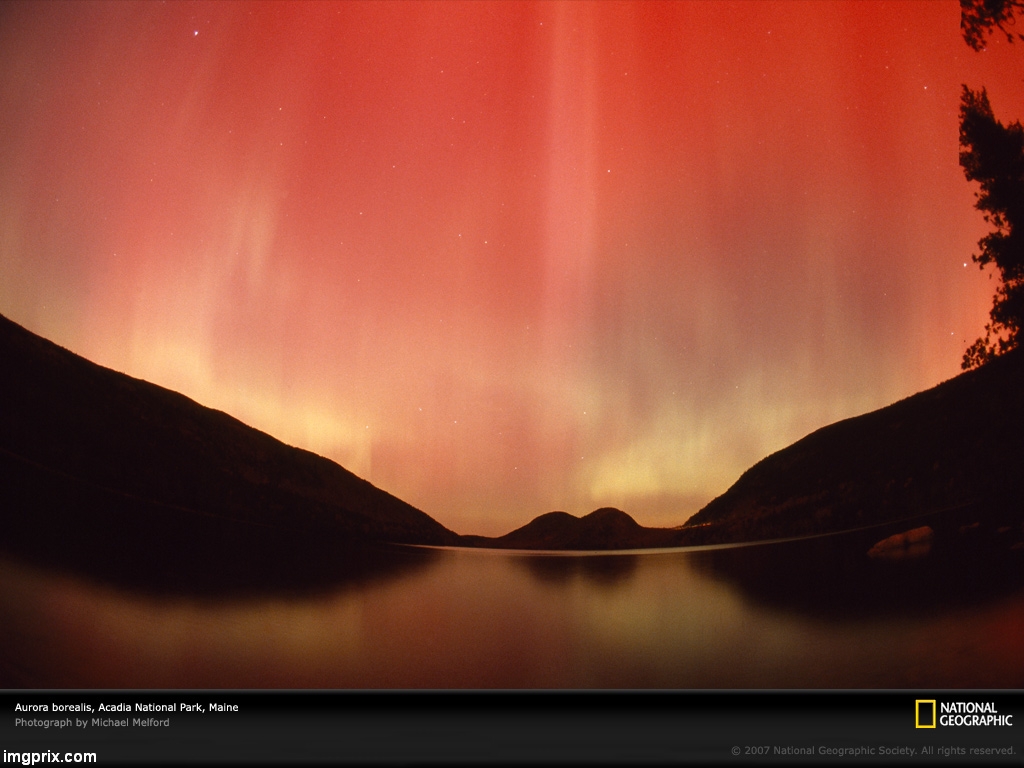 Aurora borealis, Acadia National Park, Maine
Photograph by Michael Melford
NATIONAL
GEOGRAPHIC
© 2007 National Geographic Society. All rights reserved.
imgprix.com